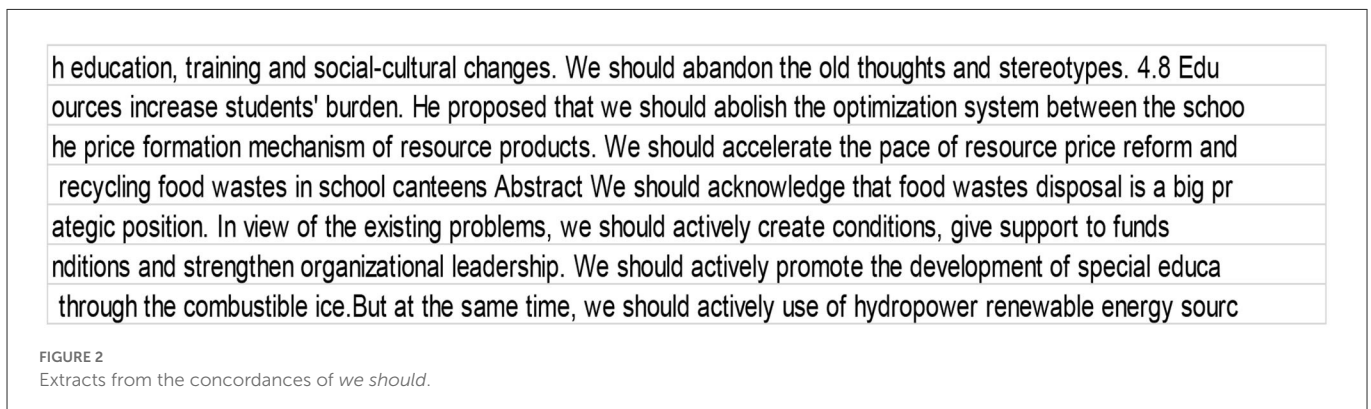 h education, training and social-cultural changes. We should abandon the old thoughts and stereotypes. 4.8 Edu
ources increase students' burden. He proposed that we should abolish the optimization system between the schoo
he price formation mechanism of resource products. We should accelerate the pace of resource price reform and
recycling food wastes in school canteens Abstract We should acknowledge that food wastes disposal is a big pr
ategic position. In view of the existing problems, we should actively create conditions, give support to funds
nditions and strengthen organizational leadership. We should actively promote the development of special educa
through the combustible ice.But at the same time, we should actively use of hydropower renewable energy sourc
FIGURE 2
Extracts from the concordances of we should.